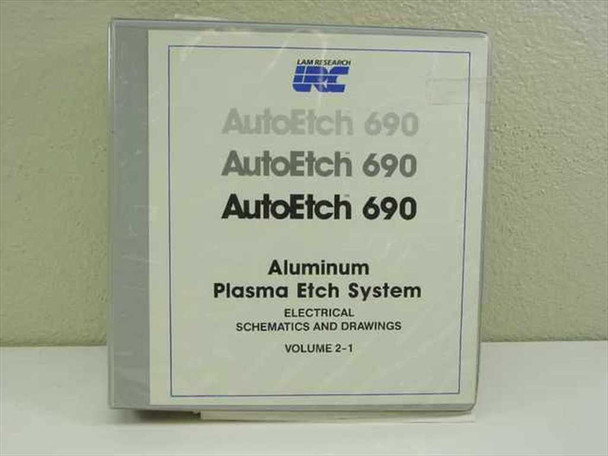 LAM RESEARCH
LRC
AutoEtch 690
AutoEtch 690
AutoEtch 690
Aluminum
Plasma Etch System
ELECTRICAL
SCHEMATICS AND DRAWINGS
VOLUME 2-1